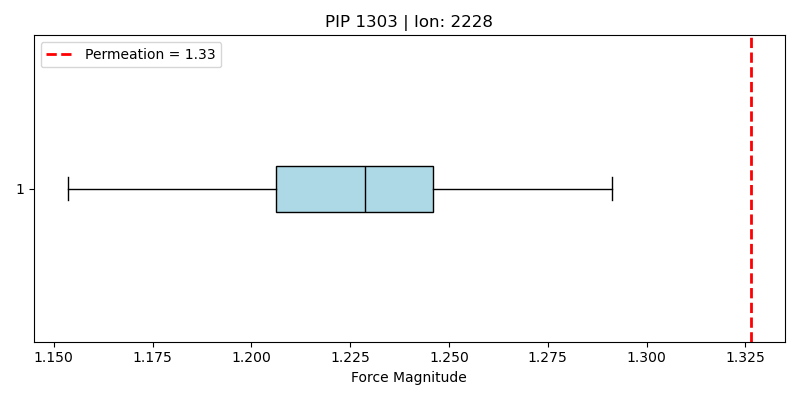 PIP 1303 | Ion: 2228
Permeation = 1.33
1
1.150 1.175 1.200 1.225 1.250 1.275 1.300 1.325
Force Magnitude